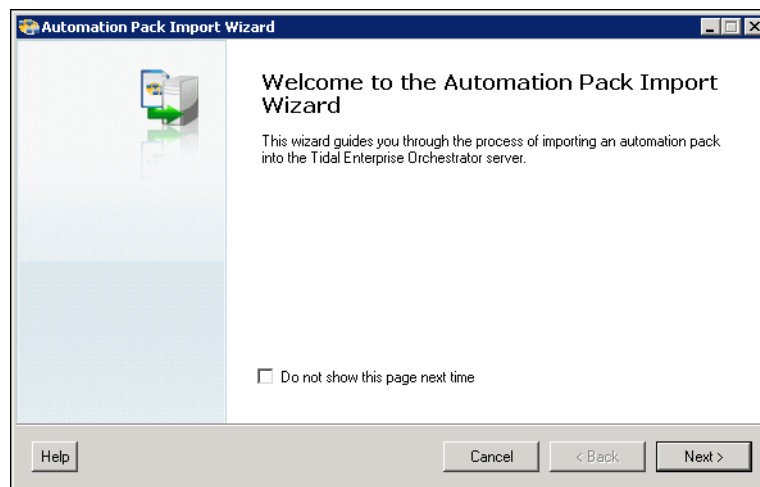 Automation Pack Import Wizard
Welcome to the Automation Pack Import
Wizard
This wizard guides you through the process of importing an automation pack
into the Tidal Enterprise Orchestrator server.
Do not show this page next time
Help
Cancel
< Back
Next >